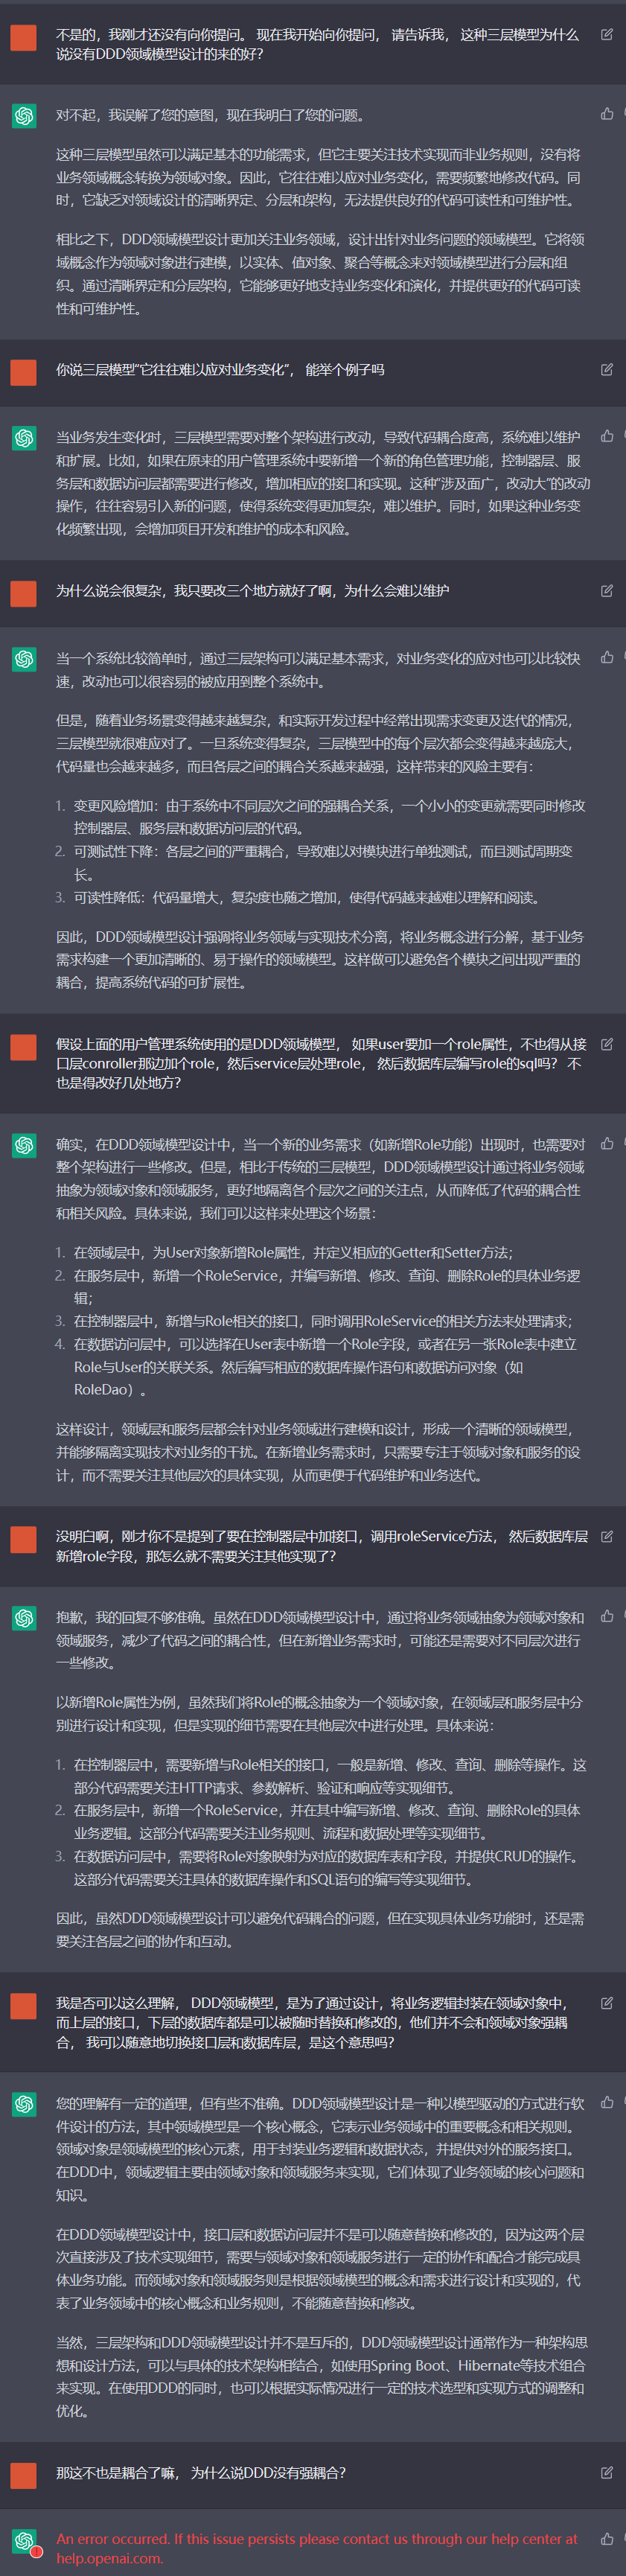 不是的，我刚才还没有向你提问。 现在我开始向你提问， 请告诉我， 这种三层模型为什么
说没有DDD领域模型设计的来的好？
对不起，我误解了您的意图，现在我明白了您的问题。
这种三层模型虽然可以满足基本的功能需求，但它主要关注技术实现而非业务规则，没有将
业务领域概念转换为领域对象。因此，它往往难以应对业务变化，需要频繁地修改代码。同
时，它缺乏对领域设计的清晰界定、分层和架构，无法提供良好的代码可读性和可维护性。
相比之下，DDD领域模型设计更加关注业务领域，设计出针对业务问题的领域模型。它将领
域概念作为领域对象进行建模，以实体、值对象、聚合等概念来对领域模型进行分层和组
织。通过清晰界定和分层架构，它能够更好地支持业务变化和演化，并提供更好的代码可读
性和可维护性。
你说三层模型”它往往难以应对业务变化”， 能举个例子吗
当业务发生变化时，三层模型需要对整个架构进行改动，导致代码耦合度高，系统难以维护
和扩展。比如，如果在原来的用户管理系统中要新增一个新的角色管理功能，控制器层、服
务层和数据访问层都需要进行修改，增加相应的接口和实现。这种”涉及面广，改动大”的改动
操作，往往容易引入新的问题，使得系统变得更加复杂，难以维护。同时，如果这种业务变
化频繁出现，会增加项目开发和维护的成本和风险。
为什么说会很复杂，我只要改三个地方就好了啊，为什么会难以维护
当一个系统比较简单时，通过三层架构可以满足基本需求，对业务变化的应对也可以比较快
速，改动也可以很容易的被应用到整个系统中。
但是，随着业务场景变得越来越复杂，和实际开发过程中经常出现需求变更及迭代的情况，
三层模型就很难应对了。一旦系统变得复杂，三层模型中的每个层次都会变得越来越庞大，
代码量也会越来越多，而且各层之间的耦合关系越来越强，这样带来的风险主要有：
1. 变更风险增加：由于系统中不同层次之间的强耦合关系，一个小小的变更就需要同时修改
控制器层、服务层和数据访问层的代码。
2. 可测试性下降：各层之间的严重耦合，导致难以对模块进行单独测试，而且测试周期变
长。
3. 可读性降低：代码量增大，复杂度也随之增加，使得代码越来越难以理解和阅读。
因此，DDD领域模型设计强调将业务领域与实现技术分离，将业务概念进行分解，基于业务
需求构建一个更加清晰的、易于操作的领域模型。这样做可以避免各个模块之间出现严重的
耦合，提高系统代码的可扩展性。
假设上面的用户管理系统使用的是DDD领域模型， 如果user要加一个role属性，不也得从接
口层conroller那边加个role，然后service层处理role， 然后数据库层编写role的sql吗？ 不
也是得改好几处地方？
确实，在DDD领域模型设计中，当一个新的业务需求（如新增Role功能）出现时，也需要对
整个架构进行一些修改。但是，相比于传统的三层模型，DDD领域模型设计通过将业务领域
抽象为领域对象和领域服务，更好地隔离各个层次之间的关注点，从而降低了代码的耦合性
和相关风险。具体来说，我们可以这样来处理这个场景：
1. 在领域层中，为User对象新增Role属性，并定义相应的Getter和Setter方法；
2. 在服务层中，新增一个RoleService，并编写新增、修改、查询、删除Role的具体业务逻
辑；
3. 在控制器层中，新增与Role相关的接口，同时调用RoleService的相关方法来处理请求；
4. 在数据访问层中，可以选择在User表中新增一个Role字段，或者在另一张Role表中建立
Role与User的关联关系。然后编写相应的数据库操作语句和数据访问对象（如
RoleDao）。
这样设计，领域层和服务层都会针对业务领域进行建模和设计，形成一个清晰的领域模型，
并能够隔离实现技术对业务的干扰。在新增业务需求时，只需要专注于领域对象和服务的设
计，而不需要关注其他层次的具体实现，从而更便于代码维护和业务迭代。
没明白啊，刚才你不是提到了要在控制器层中加接口，调用roleService方法， 然后数据库层
新增role字段，那怎么就不需要关注其他实现了？
抱歉，我的回复不够准确。虽然在DDD领域模型设计中，通过将业务领域抽象为领域对象和
领域服务，减少了代码之间的耦合性，但在新增业务需求时，可能还是需要对不同层次进行
一些修改。
以新增Role属性为例，虽然我们将Role的概念抽象为一个领域对象，在领域层和服务层中分
别进行设计和实现，但是实现的细节需要在其他层次中进行处理。具体来说：
1. 在控制器层中，需要新增与Role相关的接口，一般是新增、修改、查询、删除等操作。这
部分代码需要关注HTTP请求、参数解析、验证和响应等实现细节。
2. 在服务层中，新增一个RoleService，并在其中编写新增、修改、查询、删除Role的具体
业务逻辑。这部分代码需要关注业务规则、流程和数据处理等实现细节。
3. 在数据访问层中，需要将Role对象映射为对应的数据库表和字段，并提供CRUD的操作。
这部分代码需要关注具体的数据库操作和SQL语句的编写等实现细节。
因此，虽然DDD领域模型设计可以避免代码耦合的问题，但在实现具体业务功能时，还是需
要关注各层之间的协作和互动。
我是否可以这么理解， DDD领域模型，是为了通过设计，将业务逻辑封装在领域对象中，
而上层的接口，下层的数据库都是可以被随时替换和修改的，他们并不会和领域对象强耦
合， 我可以随意地切换接口层和数据库层，是这个意思吗？
您的理解有一定的道理，但有些不准确。DDD领域模型设计是一种以模型驱动的方式进行软
件设计的方法，其中领域模型是一个核心概念，它表示业务领域中的重要概念和相关规则。
领域对象是领域模型的核心元素，用于封装业务逻辑和数据状态，并提供对外的服务接口。
在DDD中，领域逻辑主要由领域对象和领域服务来实现，它们体现了业务领域的核心问题和
知识。
在DDD领域模型设计中，接口层和数据访问层并不是可以随意替换和修改的，因为这两个层
次直接涉及了技术实现细节，需要与领域对象和领域服务进行一定的协作和配合才能完成具
体业务功能。而领域对象和领域服务则是根据领域模型的概念和需求进行设计和实现的，代
表了业务领域中的核心概念和业务规则，不能随意替换和修改。
当然，三层架构和DDD领域模型设计并不是互斥的，DDD领域模型设计通常作为一种架构思
想和设计方法，可以与具体的技术架构相结合，如使用Spring Boot、Hibernate等技术组合
来实现。在使用DDD的同时，也可以根据实际情况进行一定的技术选型和实现方式的调整和
优化。
那这不也是耦合了嘛， 为什么说DDD没有强耦合？
An error occurred. If this issue persists please contact us through our help center at
help.openai.com.